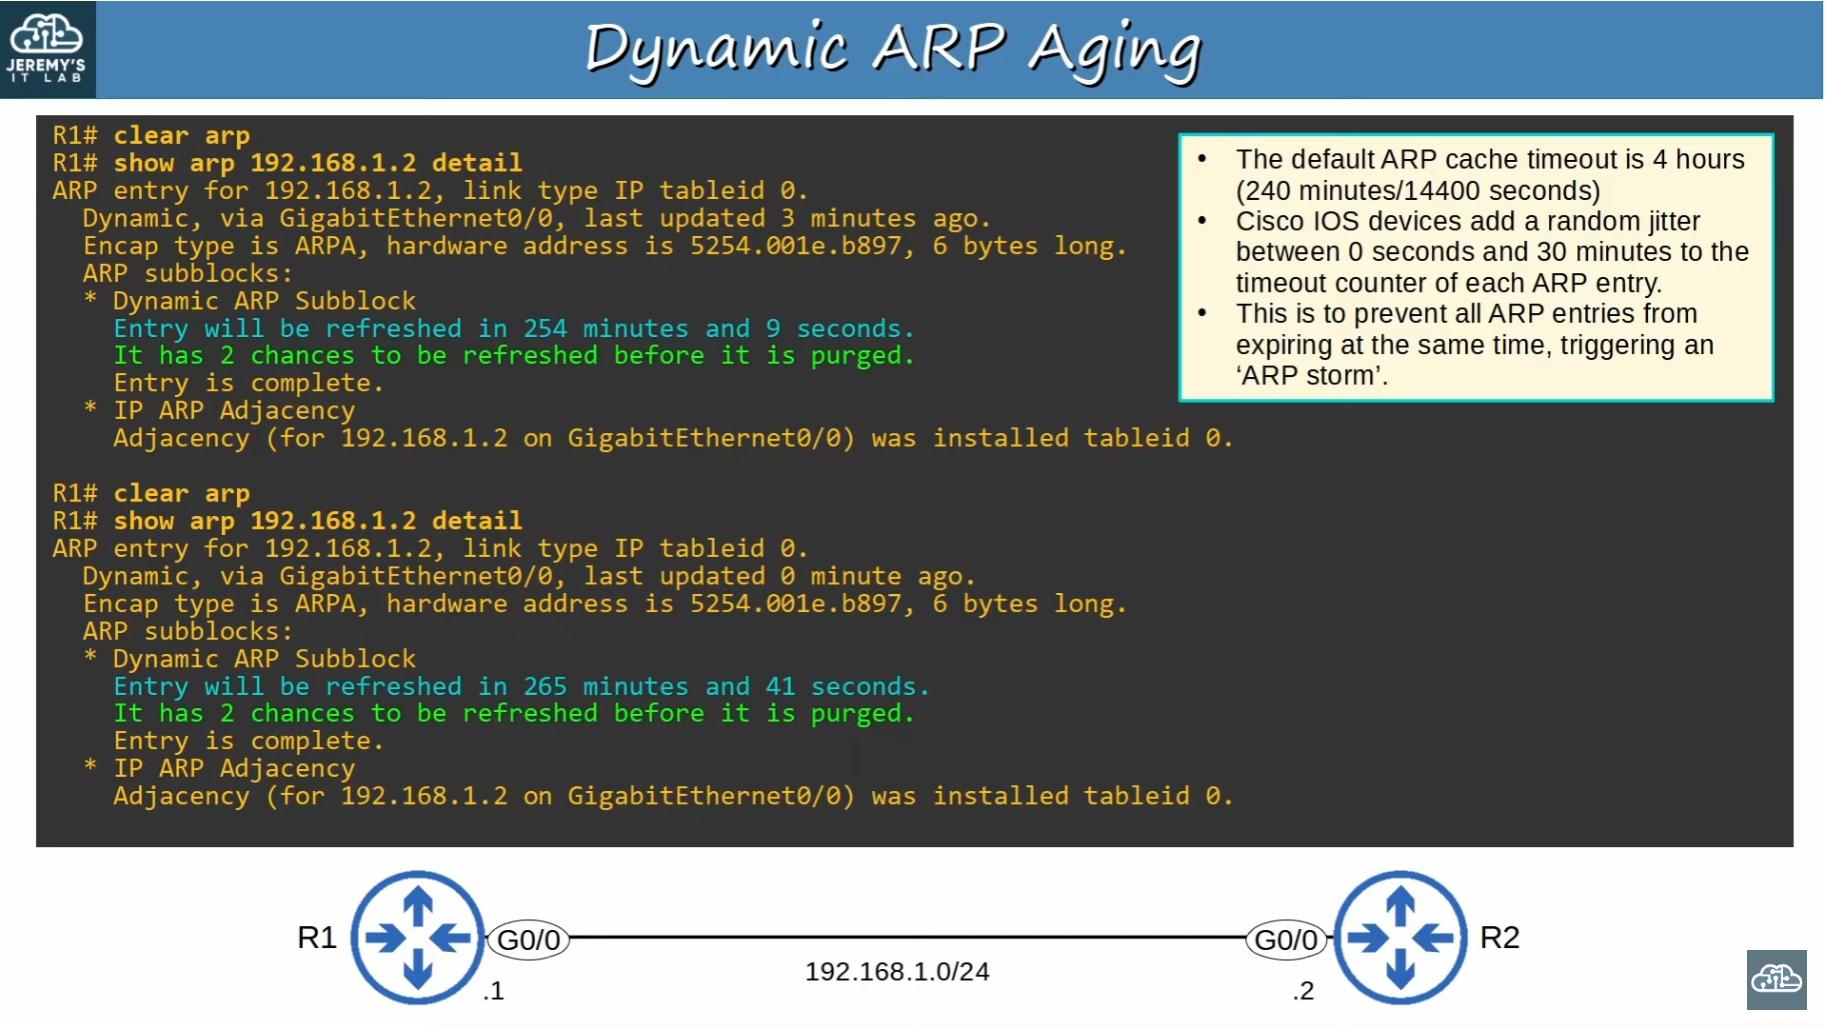 JEREMY'S
IT LAB
Dynamic ARP Aging
R1# clear arp
R1# show arp 192.168.1.2 detail
ARP entry for 192.168.1.2, link type IP tableid 0.
Dynamic, via GigabitEthernet0/0, last updated 3 minutes ago.
Encap type is ARPA, hardware address is 5254.001e.b897, 6 bytes long.
ARP subblocks:
* Dynamic ARP Subblock
Entry will be refreshed in 254 minutes and 9 seconds.
It has 2 chances to be refreshed before it is purged.
Entry is complete.
* IP ARP Adjacency
Adjacency (for 192.168.1.2 on GigabitEthernet0/0) was installed tableid 0.
R1# clear arp
R1# show arp 192.168.1.2 detail
ARP entry for 192.168.1.2, link type IP tableid 0.
Dynamic, via GigabitEthernet0/0, last updated 0 minute ago.
Encap type is ARPA, hardware address is 5254.001e.b897, 6 bytes long.
ARP subblocks:
* Dynamic ARP Subblock
Entry will be refreshed in 265 minutes and 41 seconds.
It has 2 chances to be refreshed before it is purged.
Entry is complete.
* IP ARP Adjacency
Adjacency (for 192.168.1.2 on GigabitEthernet0/0) was installed tableid 0.
• The default ARP cache timeout is 4 hours
(240 minutes/14400 seconds)
• Cisco IOS devices add a random jitter
between 0 seconds and 30 minutes to the
timeout counter of each ARP entry.
• This is to prevent all ARP entries from
expiring at the same time, triggering an
‘ARP storm’.
R1
G0/0
.1
192.168.1.0/24
G0/0
.2
R2